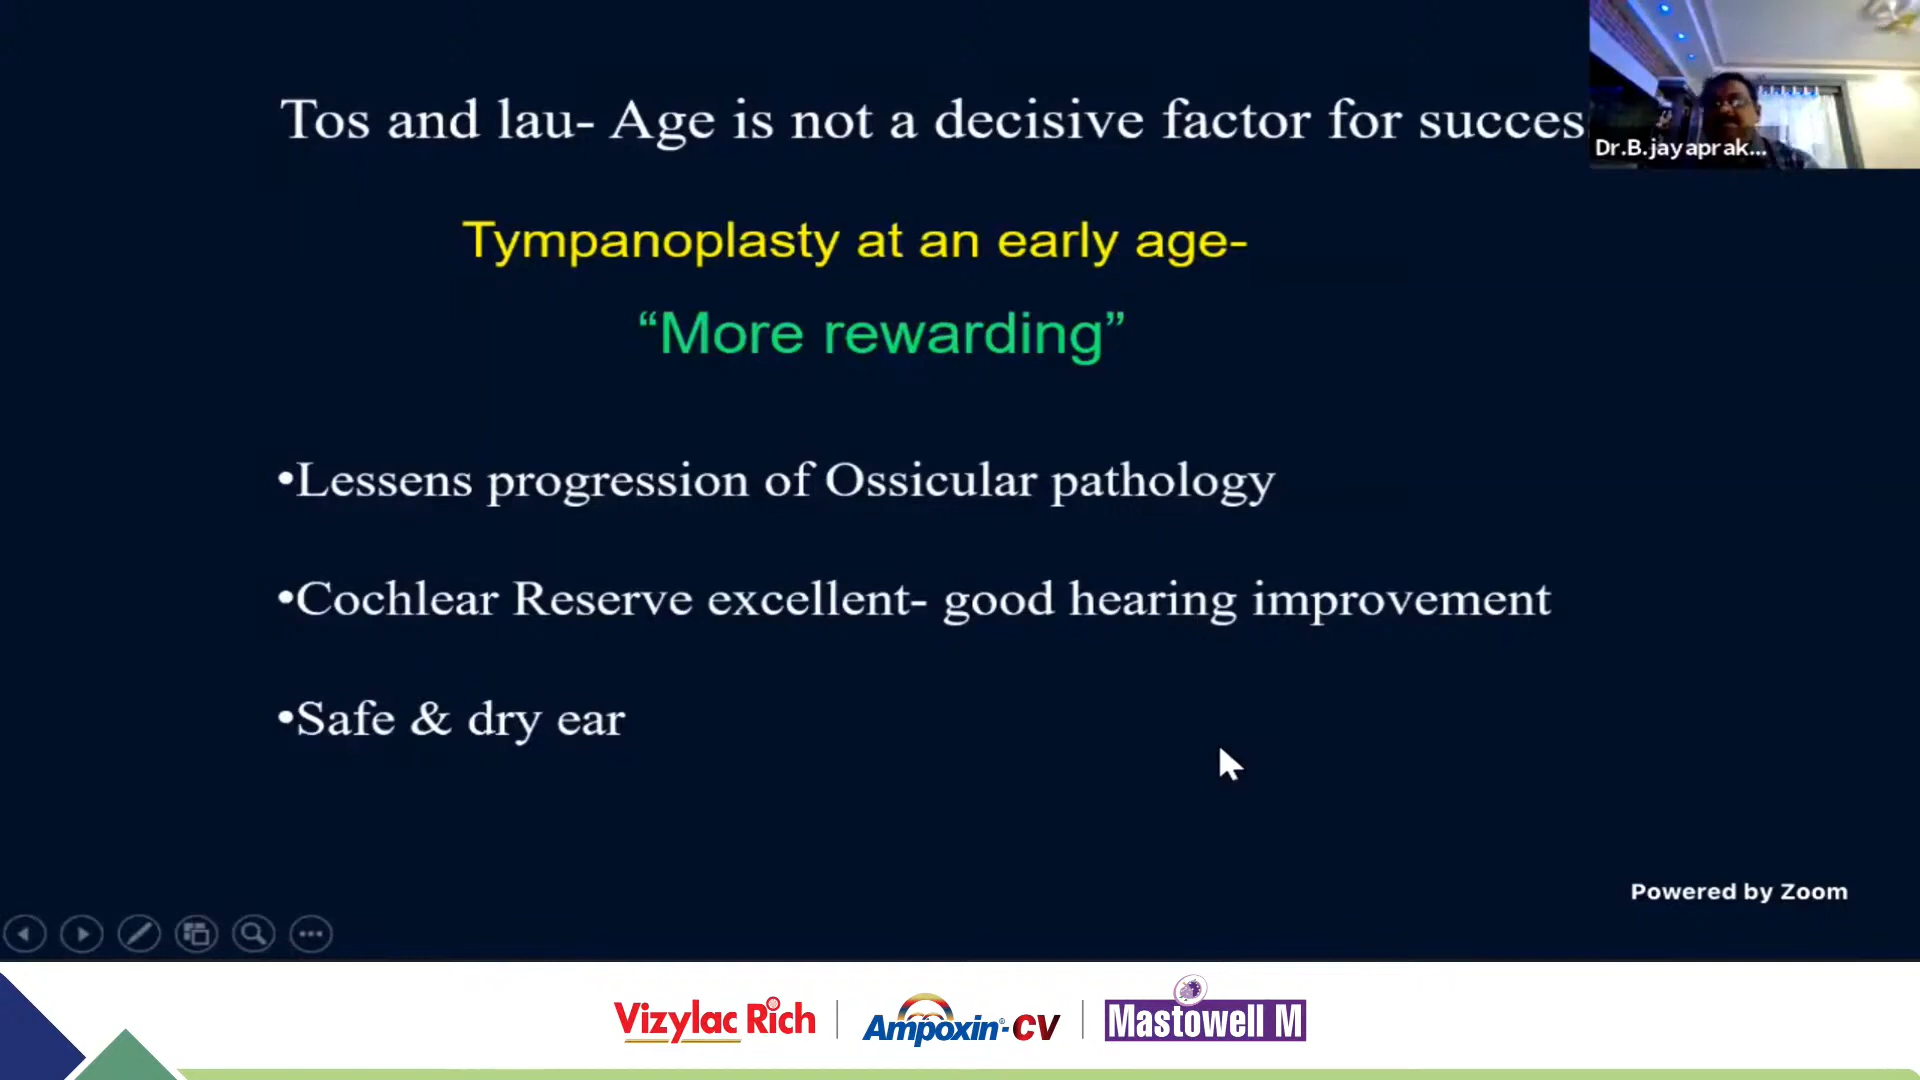 Tos and lau- Age is not a decisive factor for succes
Dr.B.jayaprak...
Tympanoplasty at an early age-
“More rewarding”
•Lessens progression of Ossicular pathology
•Cochlear Reserve excellent- good hearing improvement
•Safe & dry ear
Powered by Zoom
Vizylac Rich
Ampoxin®-CV
Mastowell M